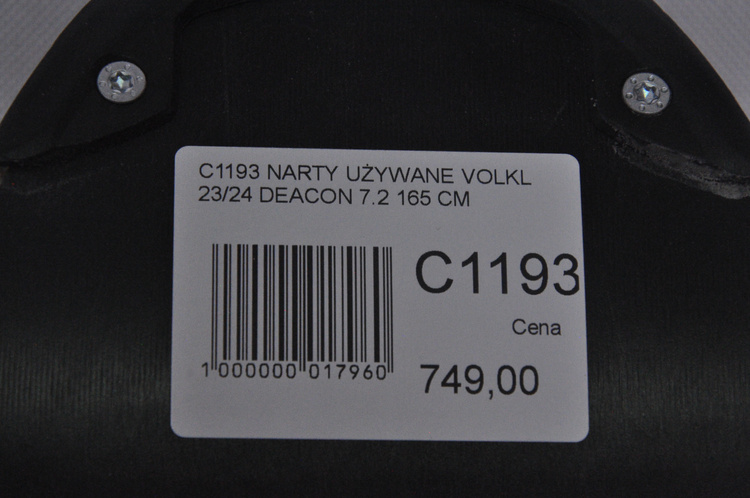 C1193 NARTY UŻYWANE VOLKL
23/24 DEACON 7.2 165 CM
C1193
Cena
749,00
1 000000 017960